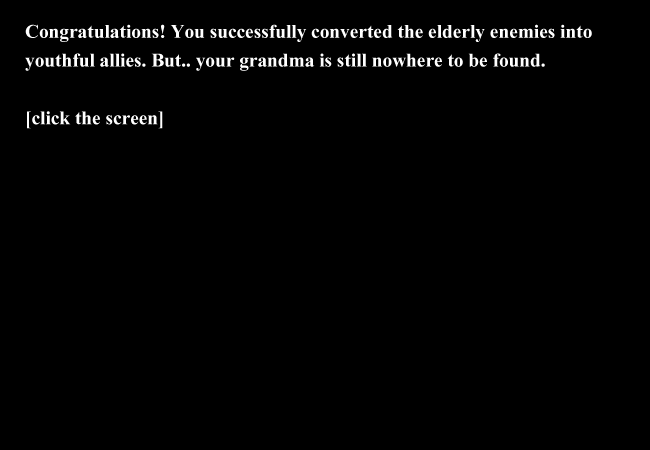 Congratulations! You successfully converted the elderly enemies into
youthful allies. But.. your grandma is still nowhere to be found.
[click the screen]